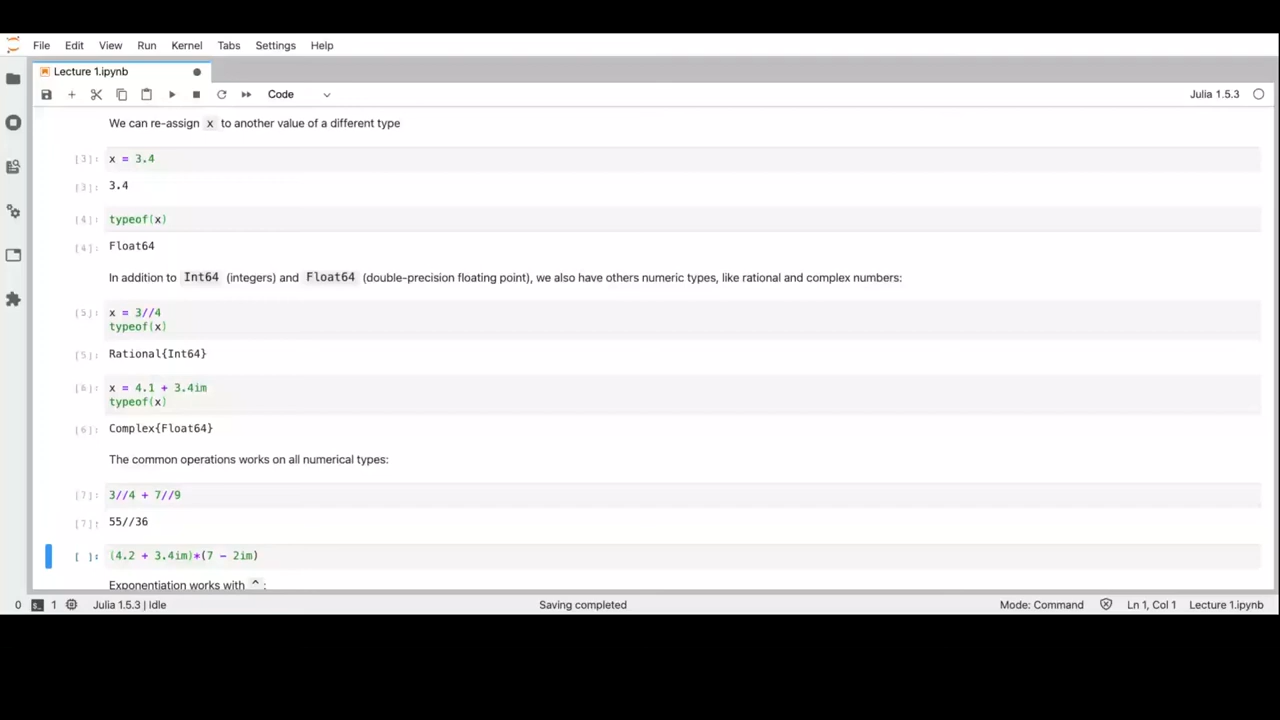 File Edit View Run Kernel Tabs Settings Help
Lecture 1.ipynb
Code
Julia 1.5.3
We can re-assign x to another value of a different type
[3]: x = 3.4
[3]: 3.4
[4]: typeof(x)
[4]: Float64
In addition to Int64 (integers) and Float64 (double-precision floating point), we also have others numeric types, like rational and complex numbers:
[5]: x = 3//4
typeof(x)
[5]: Rational{Int64}
[6]: x = 4.1 + 3.4im
typeof(x)
[6]: Complex{Float64}
The common operations works on all numerical types:
[7]: 3//4 + 7//9
[7]: 55//36
[ ]: (4.2 + 3.4im)*(7 - 2im)
Exponentiation works with ^ :
0 $_ 1 Julia 1.5.3 | Idle Saving completed Mode: Command Ln 1, Col 1 Lecture 1.ipynb